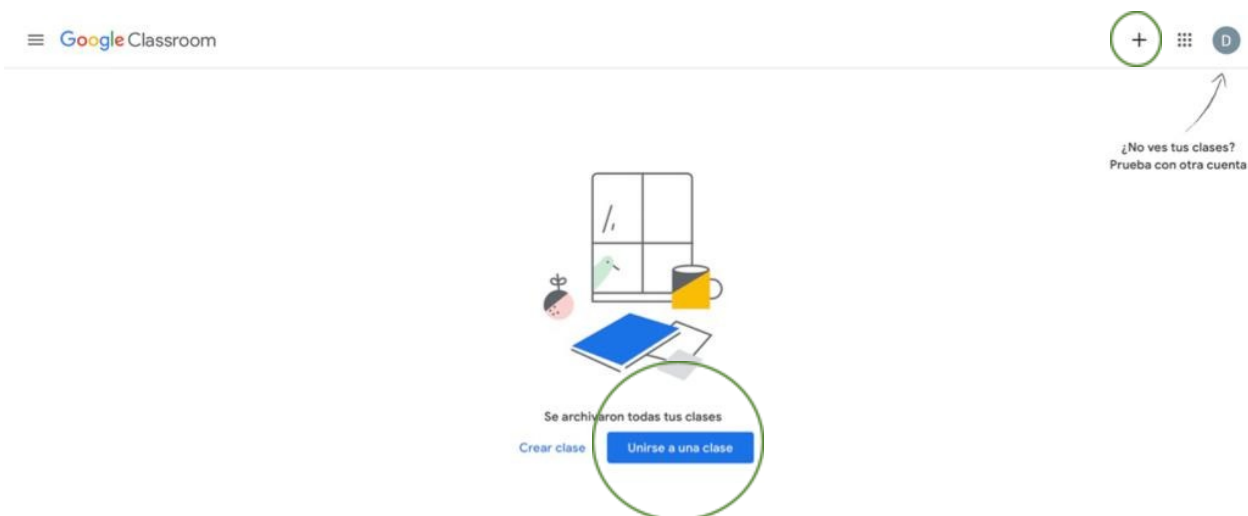 Google Classroom
D
¿No ves tus clases?
Prueba con otra cuenta
Se archivaron todas tus clases
Crear clase
Unirse a una clase